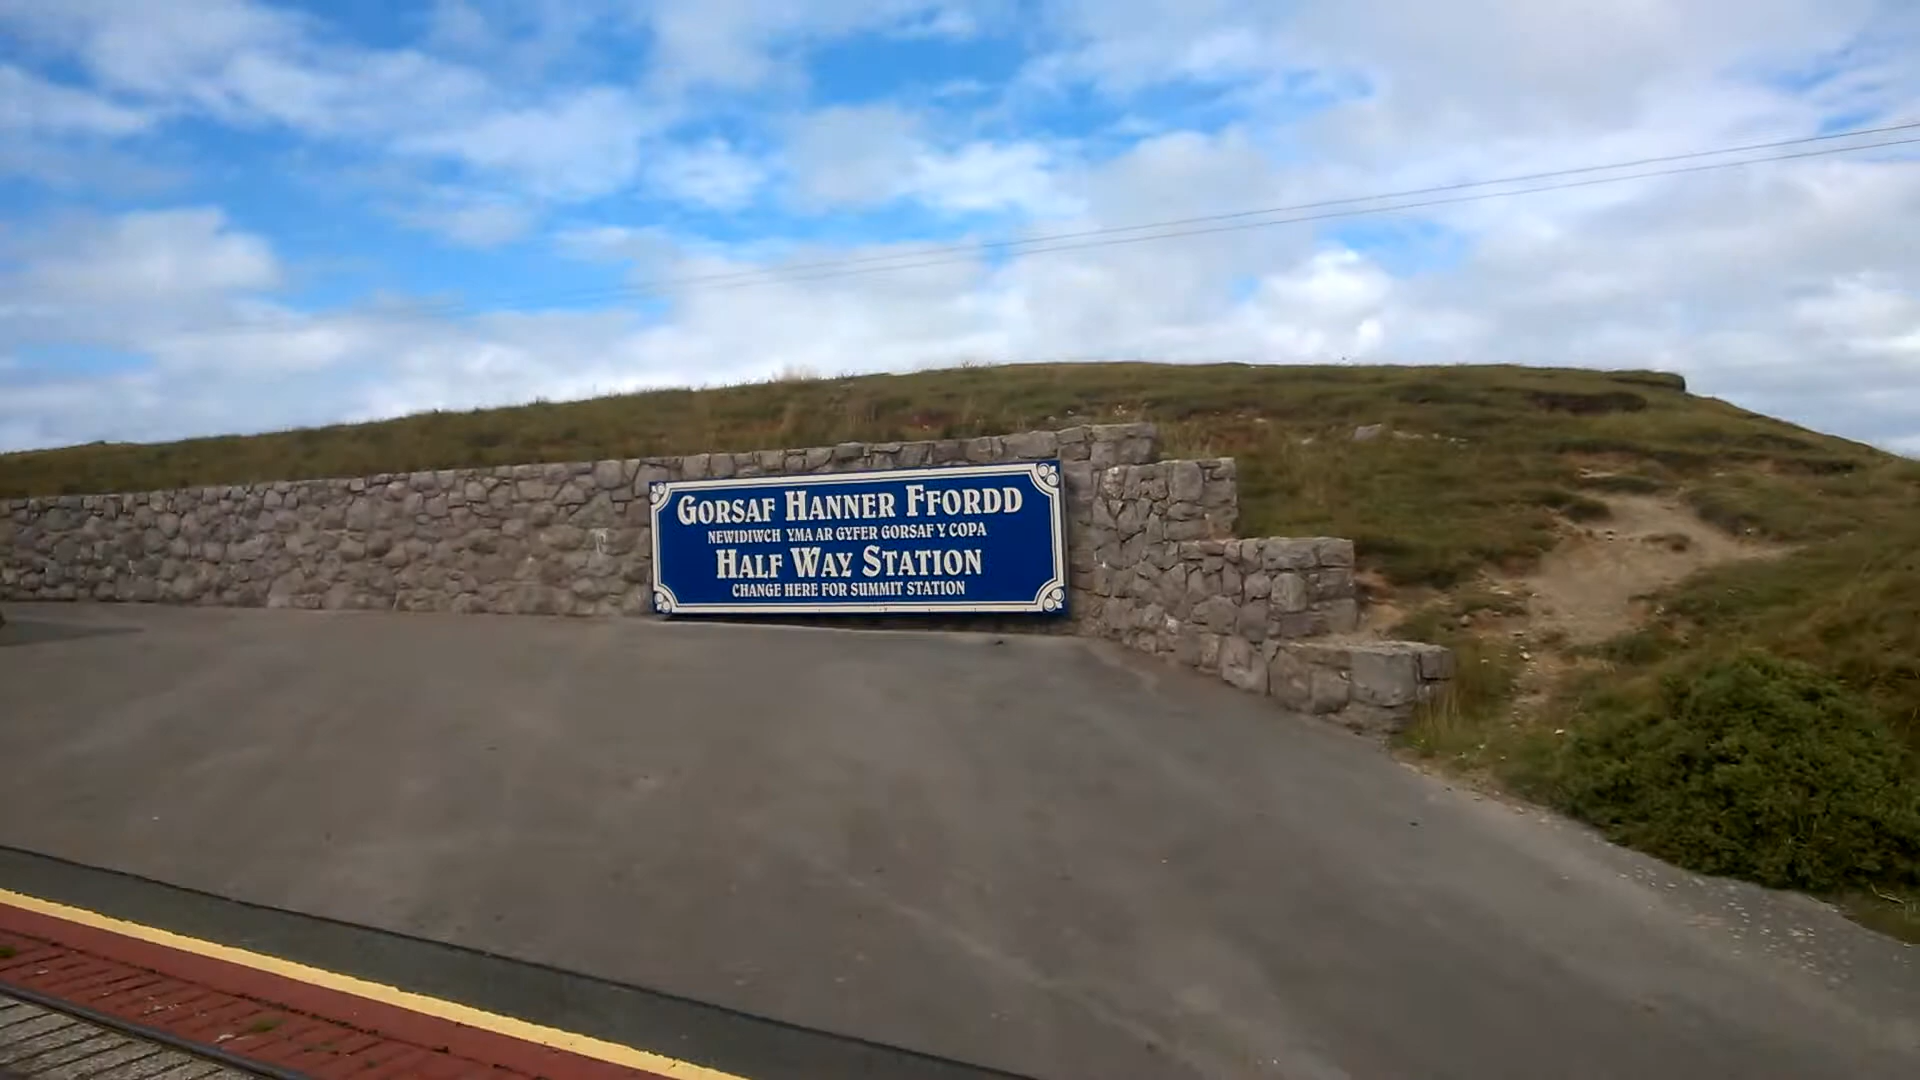 GORSAF HANNER FFORDD
NEWIDIWCH YMA AR GYFER GORSAF Y COPA
HALF WAY STATION
CHANGE HERE FOR SUMMIT STATION